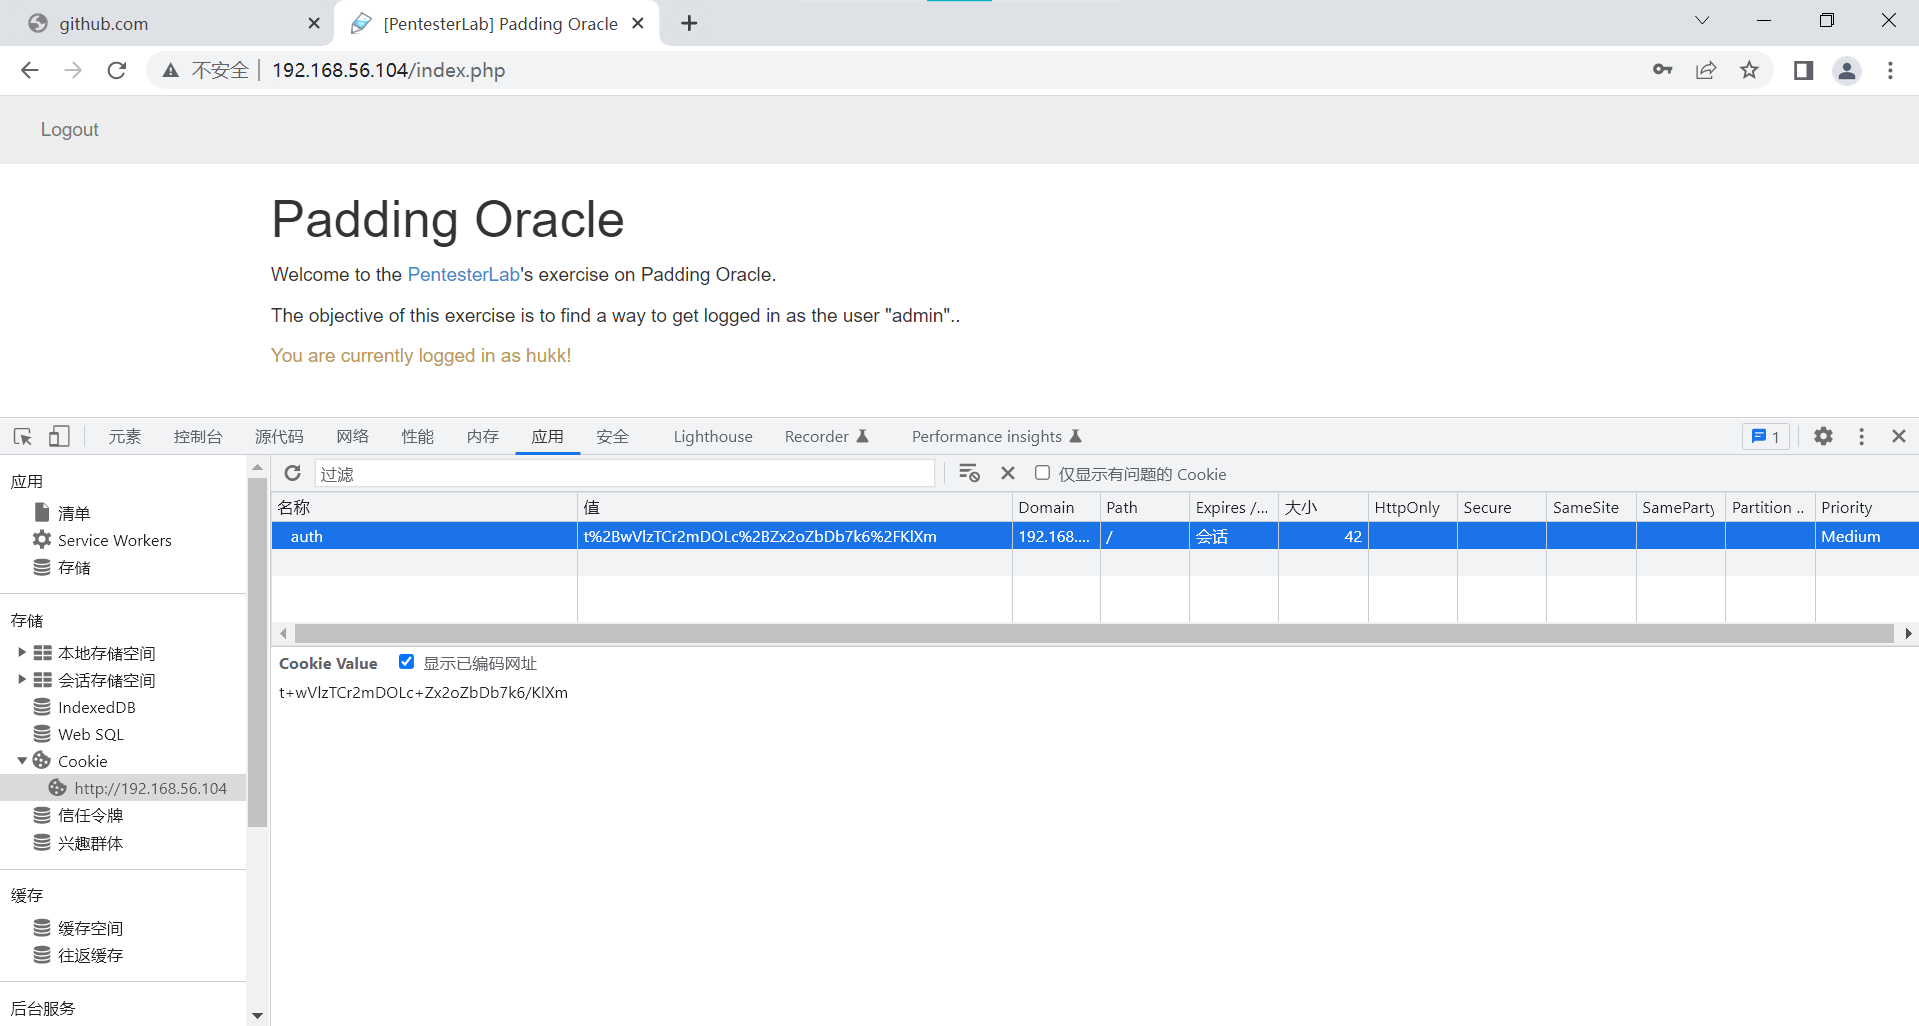 github.com
[PentesterLab] Padding Oracle
不安全 192.168.56.104/index.php
Logout
Padding Oracle
Welcome to the PentesterLab's exercise on Padding Oracle.
The objective of this exercise is to find a way to get logged in as the user "admin"..
You are currently logged in as hukk!
元素 控制台 源代码 网络 性能 内存 应用 安全 Lighthouse Recorder Performance insights 1
应用
清单
Service Workers
存储
存储
本地存储空间
会话存储空间
IndexedDB
Web SQL
Cookie
http://192.168.56.104
信任令牌
兴趣群体
缓存
缓存空间
往返缓存
后台服务
过滤 仅显示有问题的 Cookie
名称 值 Domain Path Expires /... 大小 HttpOnly Secure SameSite SameParty Partition .. Priority
auth t%2BwVlzTCr2mDOLc%2BZx2oZbDb7k6%2FKlXm 192.168.... / 会话 42 Medium
Cookie Value 显示已编码网址
t+wVlzTCr2mDOLc+Zx2oZbDb7k6/KlXm